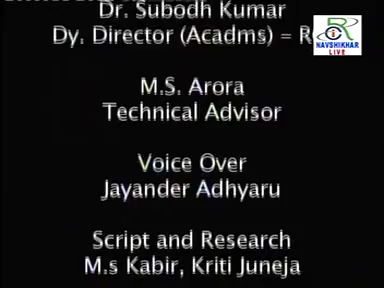 Dr. Subodh Kumar
Dy. Director (Acadms) = R
NAVSHIKHAR
LIVE
M.S. Arora
Technical Advisor
Voice Over
Jayander Adhyaru
Script and Research
M.s Kabir, Kriti Juneja